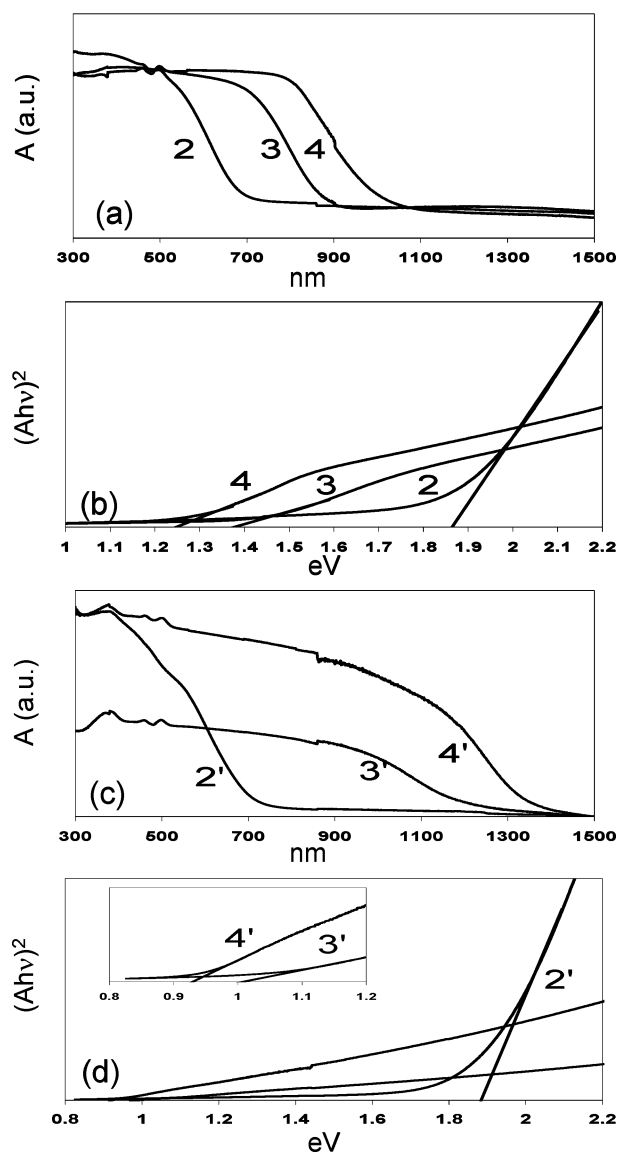 A (a.u.)
2
3
4
(a)
300 500 700 900 1100 1300 1500
nm
(Ahν)²
4
3
2
(b)
1 1.1 1.2 1.3 1.4 1.5 1.6 1.7 1.8 1.9 2 2.1 2.2
eV
A (a.u.)
2'
3'
4'
(c)
300 500 700 900 1100 1300 1500
nm
(Ahν)²
4'
3'
2'
0.8 0.9 1 1.1 1.2
(d)
0.8 1 1.2 1.4 1.6 1.8 2 2.2
eV